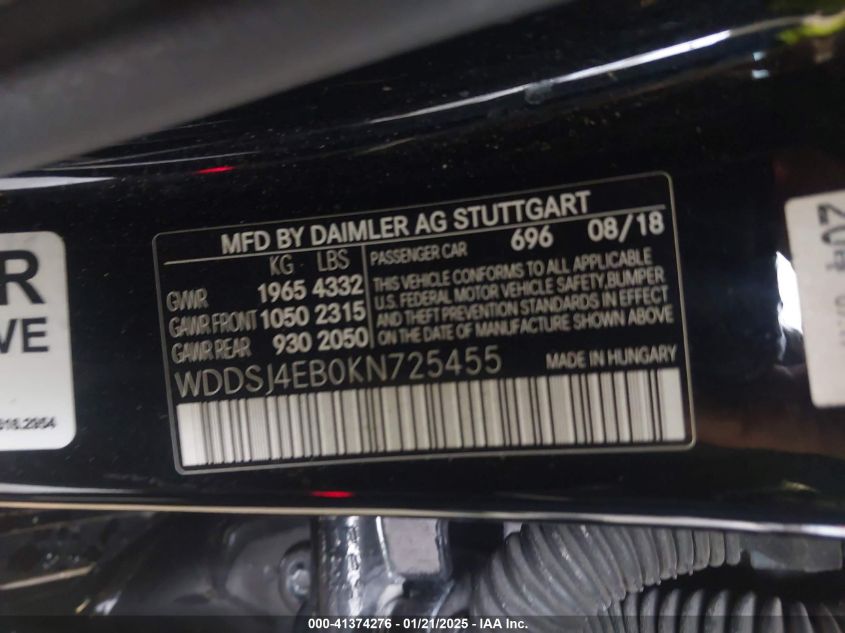 MFD BY DAIMLER AG STUTTGART
KG LBS
GVWR 1965 4332
GAWR FRONT 1050 2315
GAWR REAR 930 2050
PASSENGER CAR 696 08/18
THIS VEHICLE CONFORMS TO ALL APPLICABLE
U.S. FEDERAL MOTOR VEHICLE SAFETY, BUMPER
AND THEFT PREVENTION STANDARDS IN EFFECT
ON THE DATE OF MANUFACTURE SHOWN ABOVE
WDDSJ4EB0KN725455 MADE IN HUNGARY
R
VE
000-41374276 - 01/21/2025 - IAA Inc.